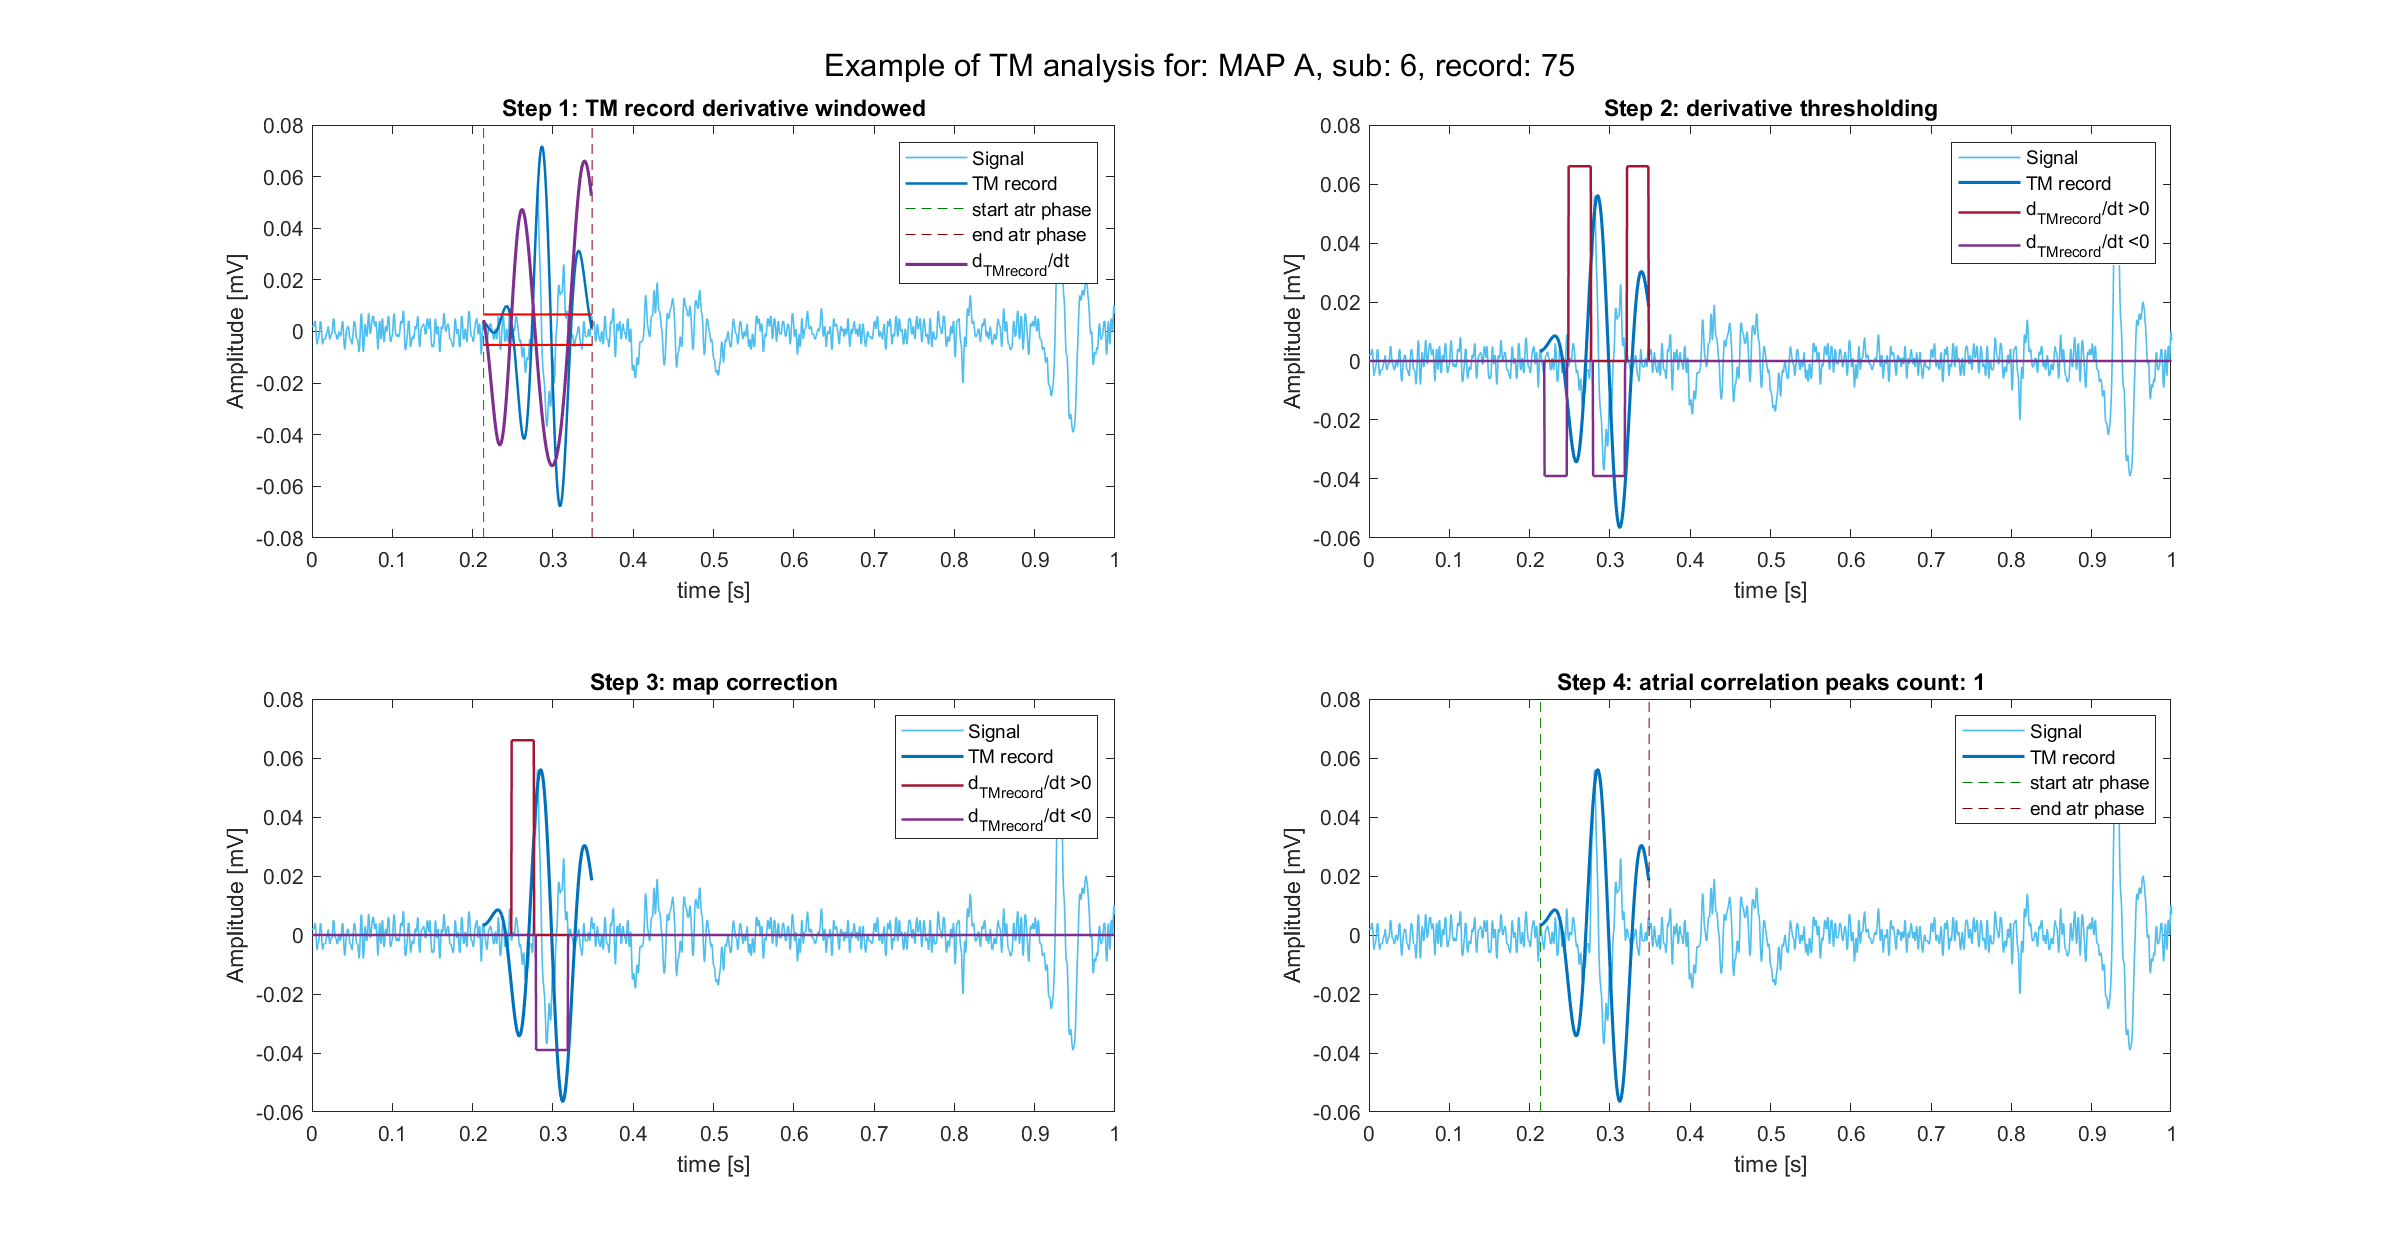 Example of TM analysis for: MAP A, sub: 6, record: 75
Step 1: TM record derivative windowed
Amplitude [mV]
0.08
0.06
0.04
0.02
0
-0.02
-0.04
-0.06
-0.08
0 0.1 0.2 0.3 0.4 0.5 0.6 0.7 0.8 0.9 1
time [s]
Signal
TM record
start atr phase
end atr phase
dTMrecord/dt
Step 2: derivative thresholding
Amplitude [mV]
0.08
0.06
0.04
0.02
0
-0.02
-0.04
-0.06
0 0.1 0.2 0.3 0.4 0.5 0.6 0.7 0.8 0.9 1
time [s]
Signal
TM record
dTMrecord/dt >0
dTMrecord/dt <0
Step 3: map correction
Amplitude [mV]
0.08
0.06
0.04
0.02
0
-0.02
-0.04
-0.06
0 0.1 0.2 0.3 0.4 0.5 0.6 0.7 0.8 0.9 1
time [s]
Signal
TM record
dTMrecord/dt >0
dTMrecord/dt <0
Step 4: atrial correlation peaks count: 1
Amplitude [mV]
0.08
0.06
0.04
0.02
0
-0.02
-0.04
-0.06
0 0.1 0.2 0.3 0.4 0.5 0.6 0.7 0.8 0.9 1
time [s]
Signal
TM record
start atr phase
end atr phase